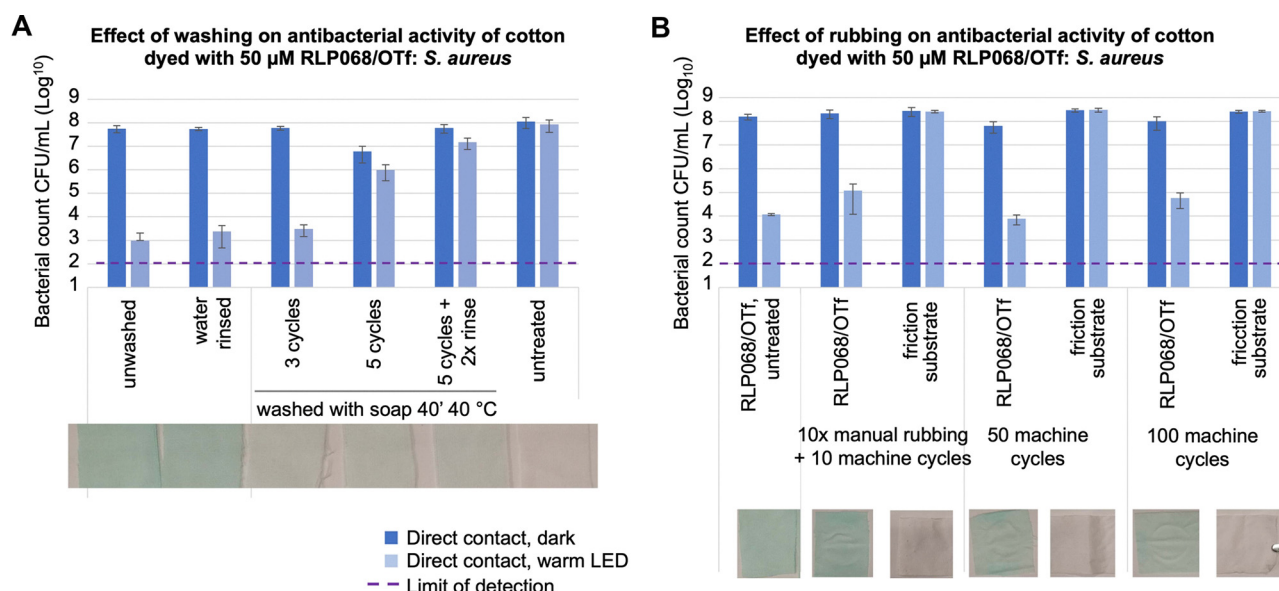 A
Effect of washing on antibacterial activity of cotton
dyed with 50 µM RLP068/OTf: S. aureus
Bacterial count CFU/mL (Log¹⁰)
9
8
7
6
5
4
3
2
1
unwashed
water
rinsed
3 cycles
5 cycles
5 cycles +
2x rinse
untreated
washed with soap 40’ 40 °C
Direct contact, dark
Direct contact, warm LED
Limit of detection
B
Effect of rubbing on antibacterial activity of cotton
dyed with 50 µM RLP068/OTf: S. aureus
Bacterial count CFU/mL (Log₁₀)
9
8
7
6
5
4
3
2
1
RLP068/OTf,
untreated
RLP068/OTf
friction
substrate
RLP068/OTf
friction
substrate
RLP068/OTf
friction
substrate
10x manual rubbing
+ 10 machine cycles
50 machine
cycles
100 machine
cycles